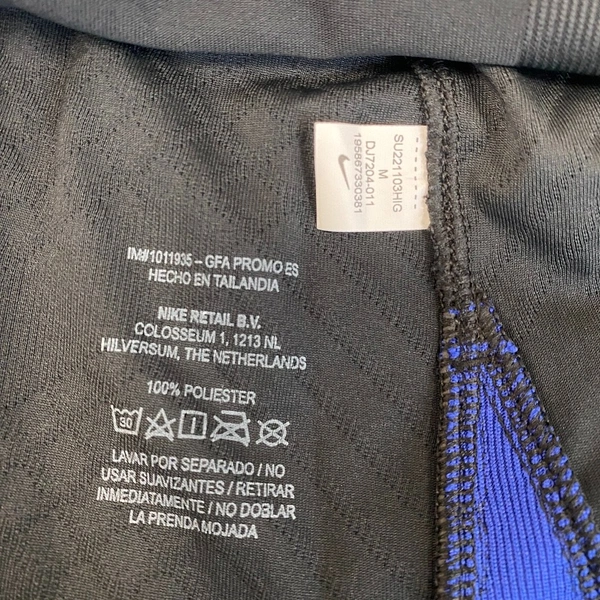 SU221103HIG
M
DJ7204-011
195867330381
IM#1011935 – GFA PROMO ES
HECHO EN TAILANDIA
NIKE RETAIL B.V.
COLOSSEUM 1, 1213 NL
HILVERSUM, THE NETHERLANDS
100% POLIESTER
30
LAVAR POR SEPARADO / NO
USAR SUAVIZANTES / RETIRAR
INMEDIATAMENTE / NO DOBLAR
LA PRENDA MOJADA